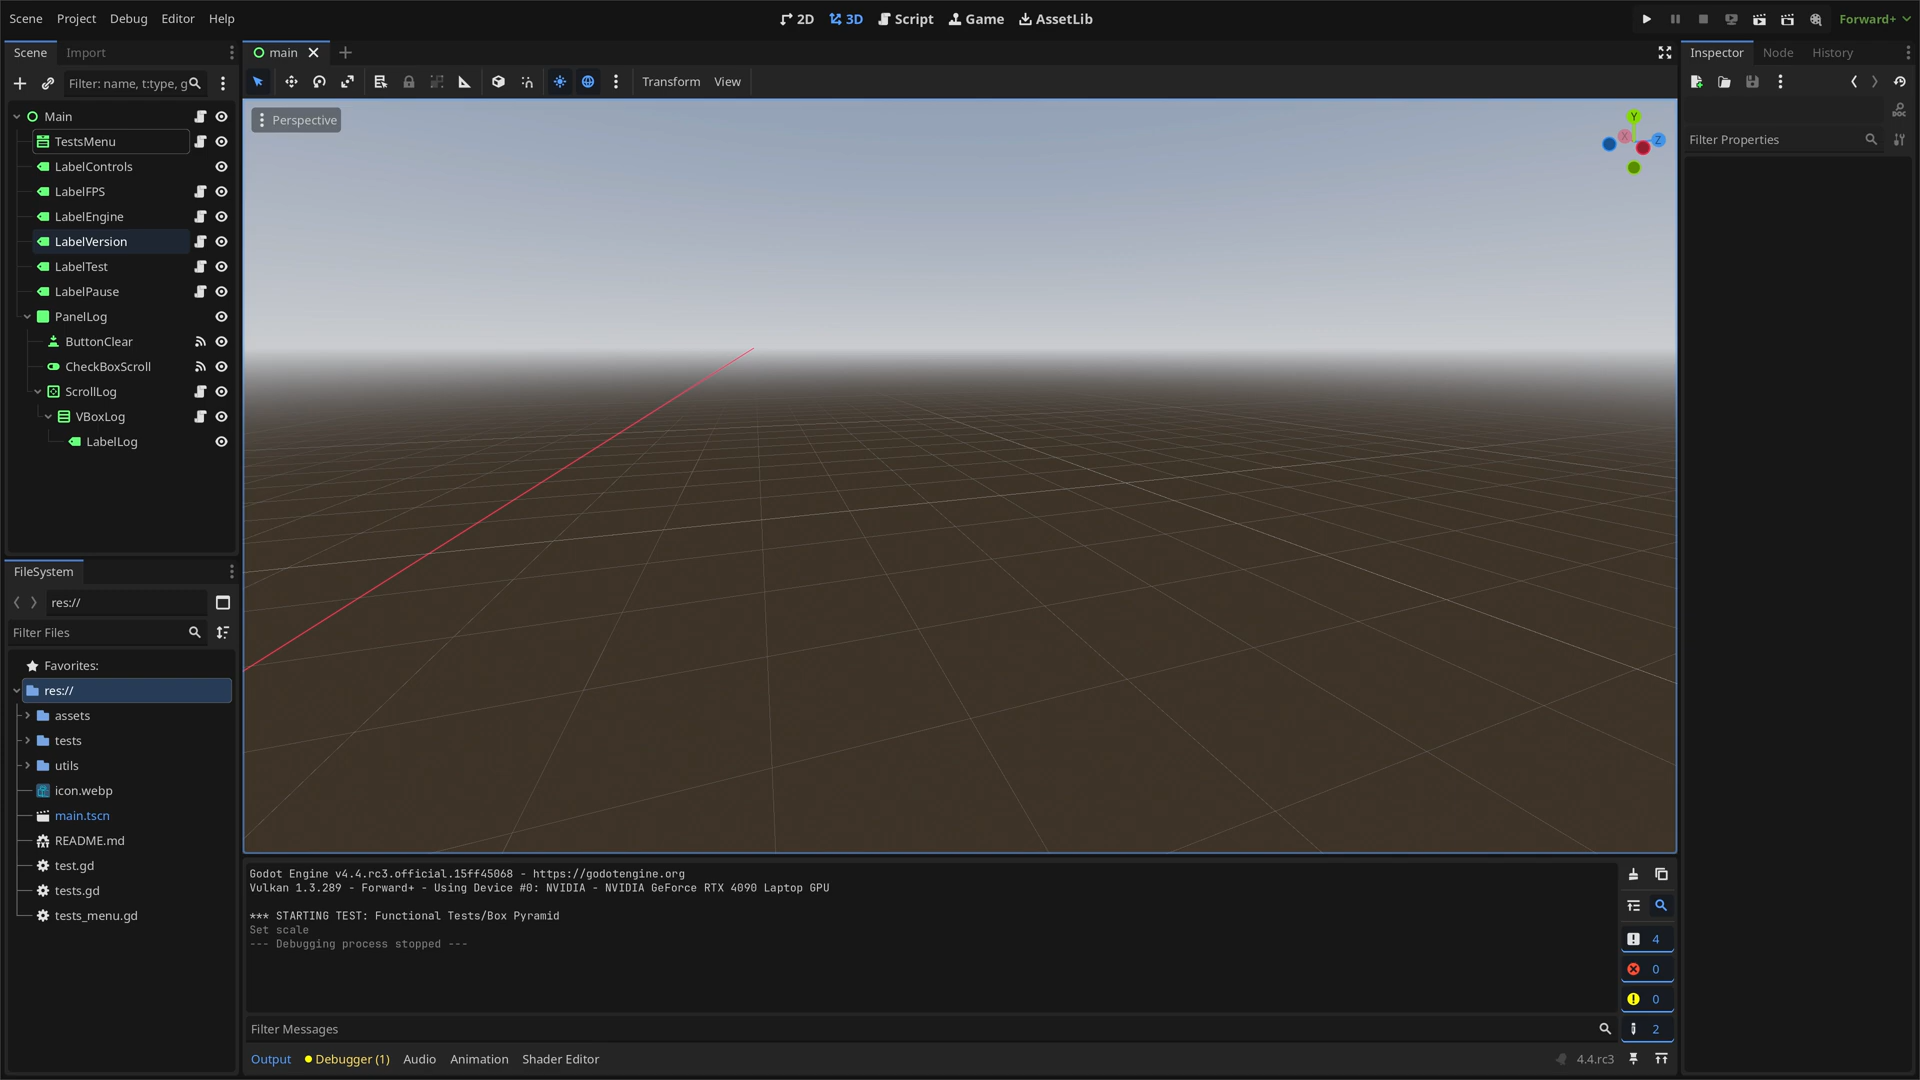 Scene Project Debug Editor Help
2D 3D Script Game AssetLib
Forward+
Scene Import
main
Inspector Node History
Filter: name, t:type, g
Transform View
Main
TestsMenu
LabelControls
LabelFPS
LabelEngine
LabelVersion
LabelTest
LabelPause
PanelLog
ButtonClear
CheckBoxScroll
ScrollLog
VBoxLog
LabelLog
Perspective
Y
X
Z
Filter Properties
FileSystem
res://
Filter Files
Favorites:
res://
assets
tests
utils
icon.webp
main.tscn
README.md
test.gd
tests.gd
tests_menu.gd
Godot Engine v4.4.rc3.official.15ff45068 - https://godotengine.org
Vulkan 1.3.289 - Forward+ - Using Device #0: NVIDIA - NVIDIA GeForce RTX 4090 Laptop GPU
*** STARTING TEST: Functional Tests/Box Pyramid
Set scale
--- Debugging process stopped ---
4
0
0
2
Filter Messages
Output Debugger (1) Audio Animation Shader Editor
4.4.rc3